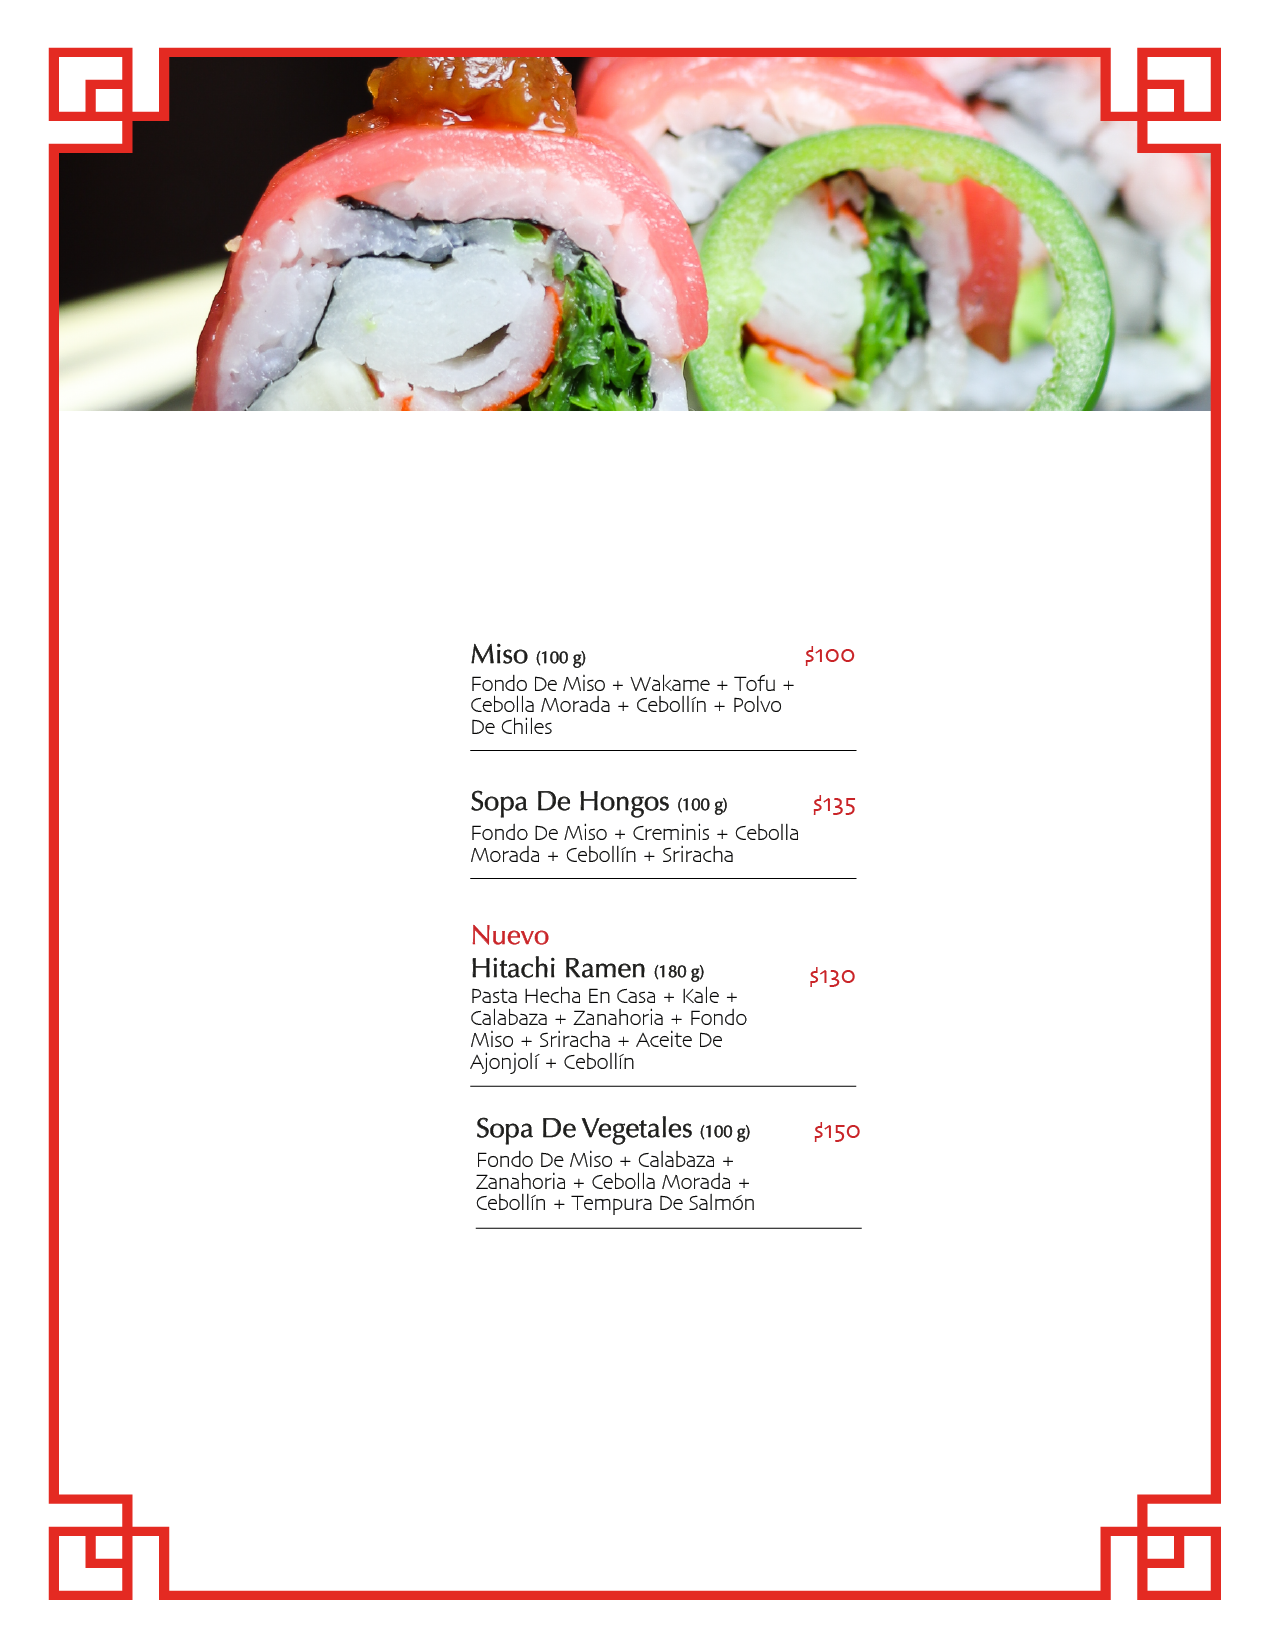 Miso (100 g) $100
Fondo De Miso + Wakame + Tofu +
Cebolla Morada + Cebollín + Polvo
De Chiles
Sopa De Hongos (100 g) $135
Fondo De Miso + Creminis + Cebolla
Morada + Cebollín + Sriracha
Nuevo
Hitachi Ramen (180 g) $130
Pasta Hecha En Casa + Kale +
Calabaza + Zanahoria + Fondo
Miso + Sriracha + Aceite De
Ajonjolí + Cebollín
Sopa De Vegetales (100 g) $150
Fondo De Miso + Calabaza +
Zanahoria + Cebolla Morada +
Cebollín + Tempura De Salmón